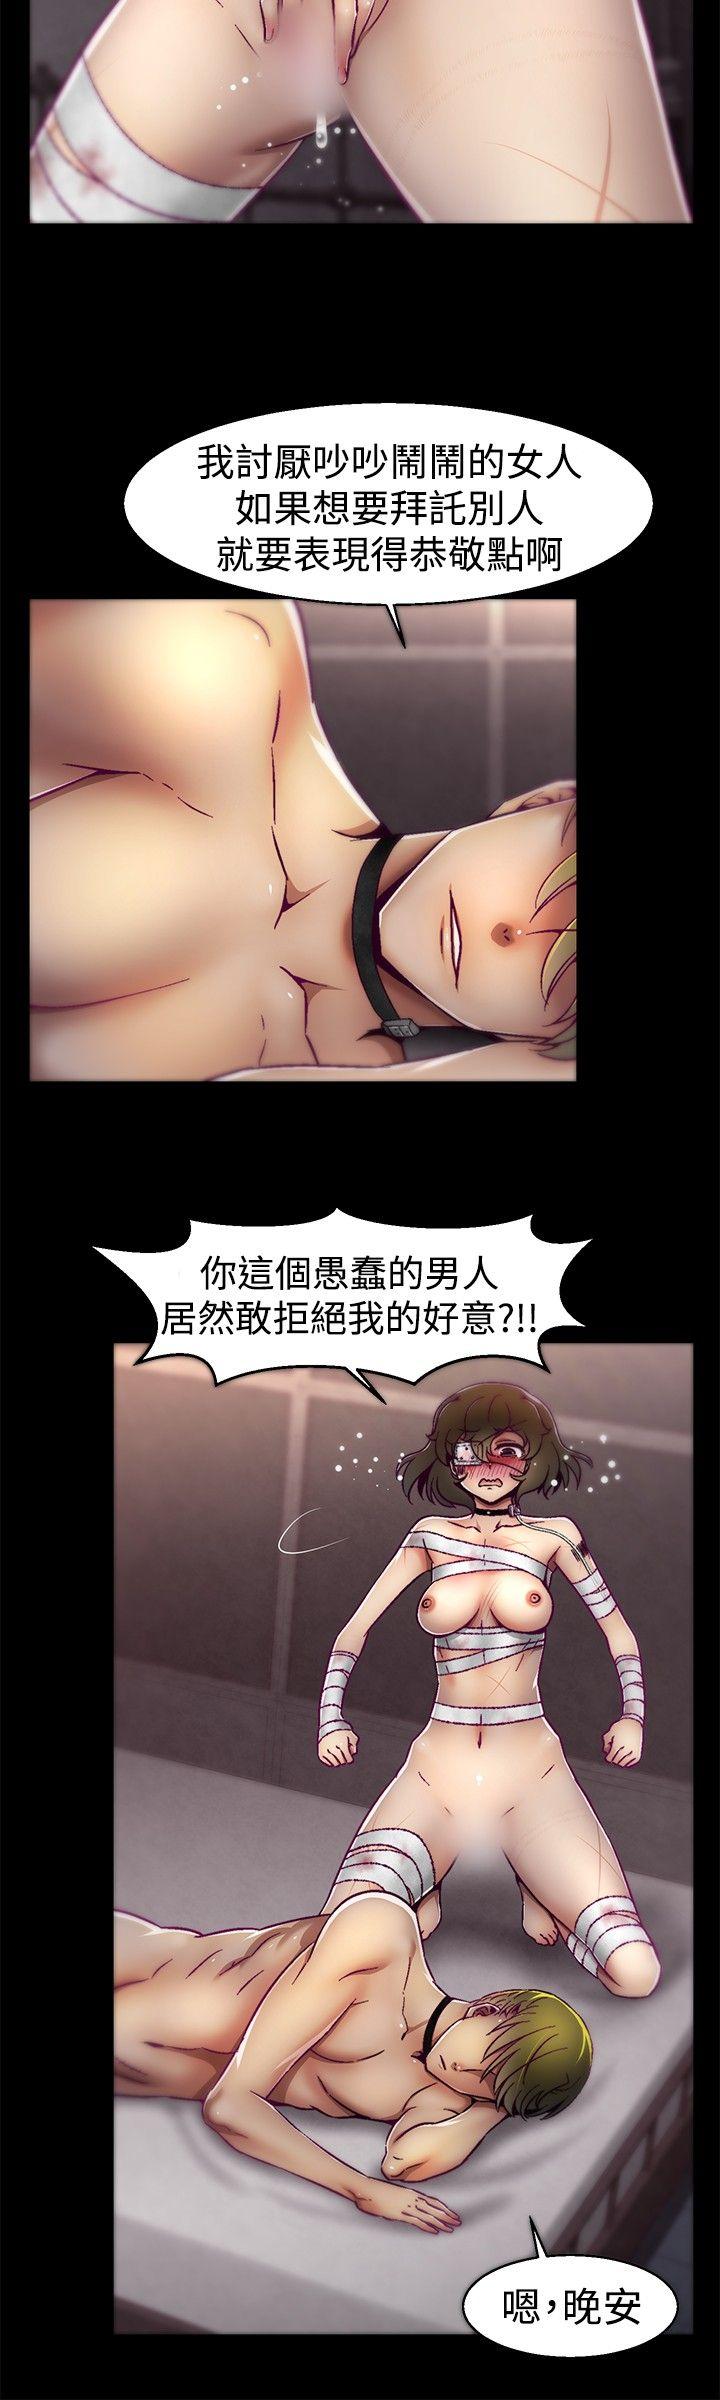 我討厭吵吵鬧鬧的女人
如果想要拜託別人
就要表現得恭敬點啊
你這個愚蠢的男人
居然敢拒絕我的好意?!!
嗯,晚安